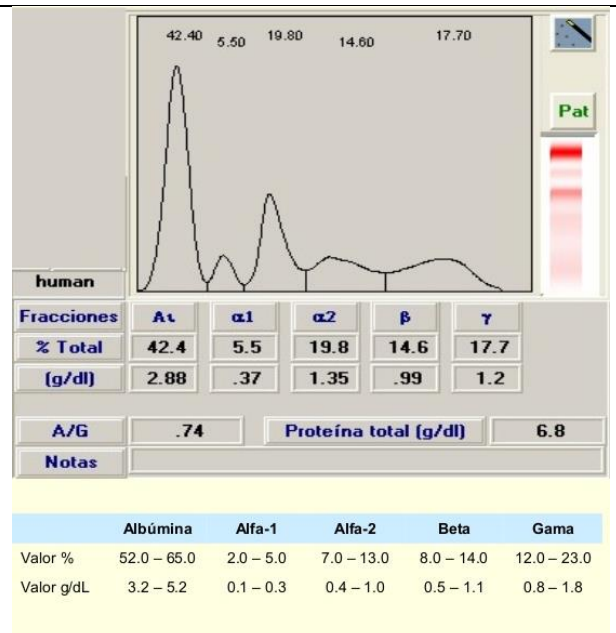 42.40 5.50 19.80 14.60 17.70
Pat
human
Fracciones Aι α1 α2 β γ
% Total 42.4 5.5 19.8 14.6 17.7
(g/dl) 2.88 .37 1.35 .99 1.2
A/G .74 Proteína total (g/dl) 6.8
Notas
Albúmina Alfa-1 Alfa-2 Beta Gama
Valor % 52.0 – 65.0 2.0 – 5.0 7.0 – 13.0 8.0 – 14.0 12.0 – 23.0
Valor g/dL 3.2 – 5.2 0.1 – 0.3 0.4 – 1.0 0.5 – 1.1 0.8 – 1.8